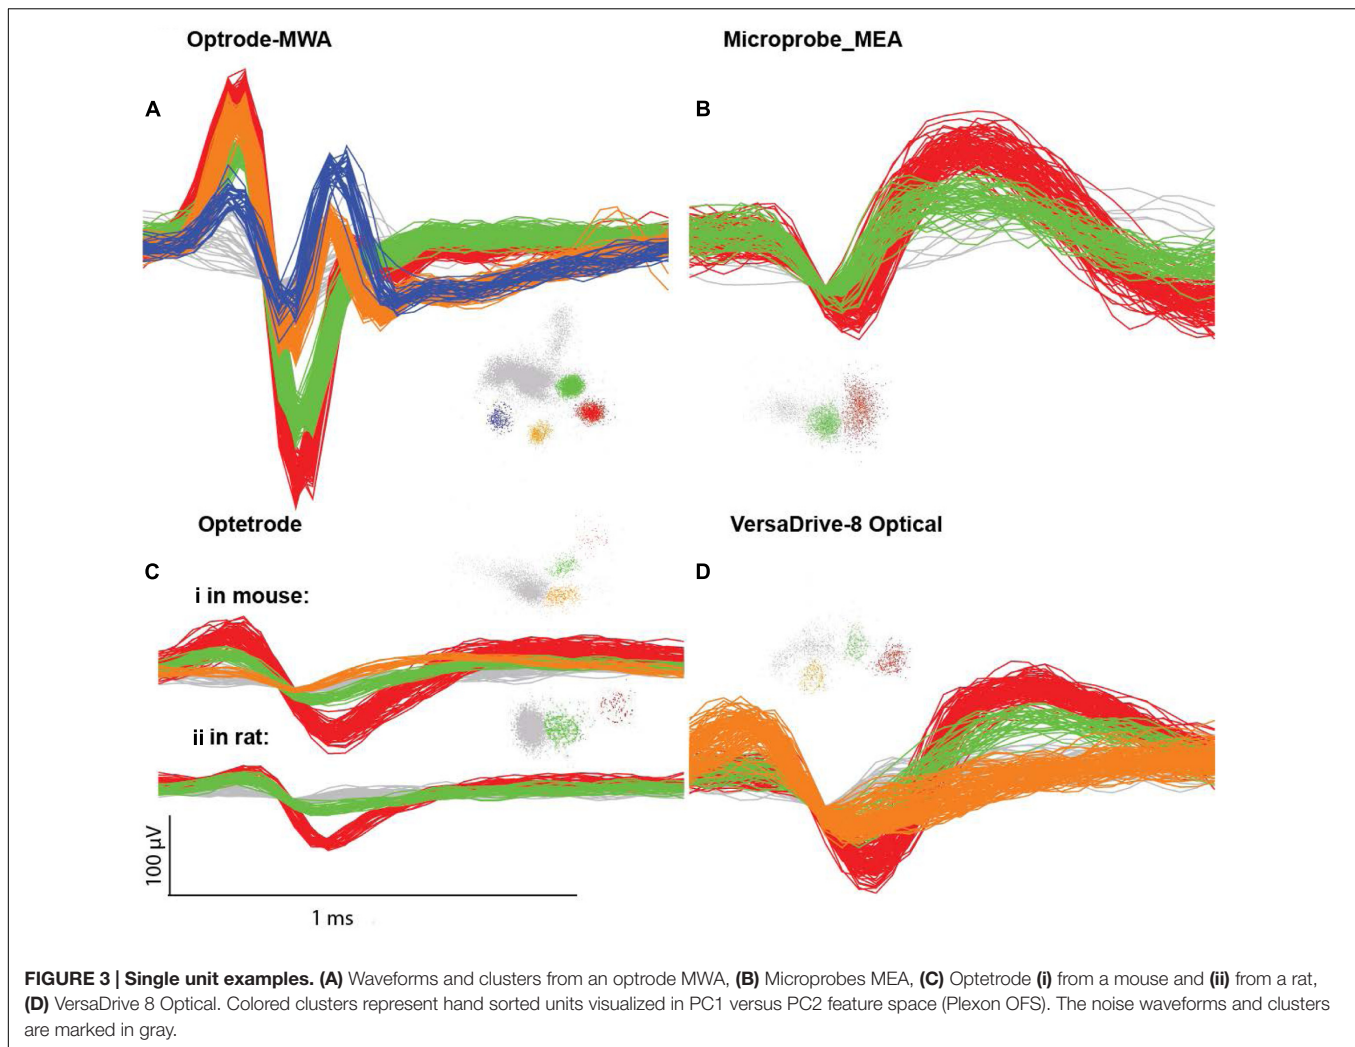 Optrode-MWA
Microprobe_MEA
A
B
Optetrode
VersaDrive-8 Optical
C
D
i in mouse:
ii in rat:
100 µV
1 ms
FIGURE 3 | Single unit examples. (A) Waveforms and clusters from an optrode MWA, (B) Microprobes MEA, (C) Optetrode (i) from a mouse and (ii) from a rat,
(D) VersaDrive 8 Optical. Colored clusters represent hand sorted units visualized in PC1 versus PC2 feature space (Plexon OFS). The noise waveforms and clusters
are marked in gray.